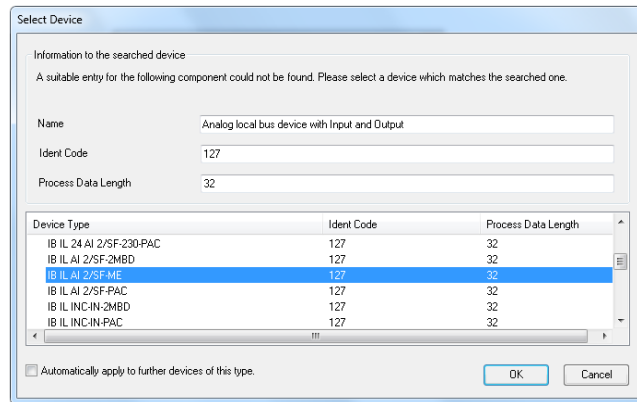 Select Device
Information to the searched device
A suitable entry for the following component could not be found. Please select a device which matches the searched one.
Name Analog local bus device with Input and Output
Ident Code 127
Process Data Length 32
Device Type Ident Code Process Data Length
IB IL 24 AI 2/SF-230-PAC 127 32
IB IL AI 2/SF-2MBD 127 32
IB IL AI 2/SF-ME 127 32
IB IL AI 2/SF-PAC 127 32
IB IL INC-IN-2MBD 127 32
IB IL INC-IN-PAC 127 32
Automatically apply to further devices of this type.
OK Cancel